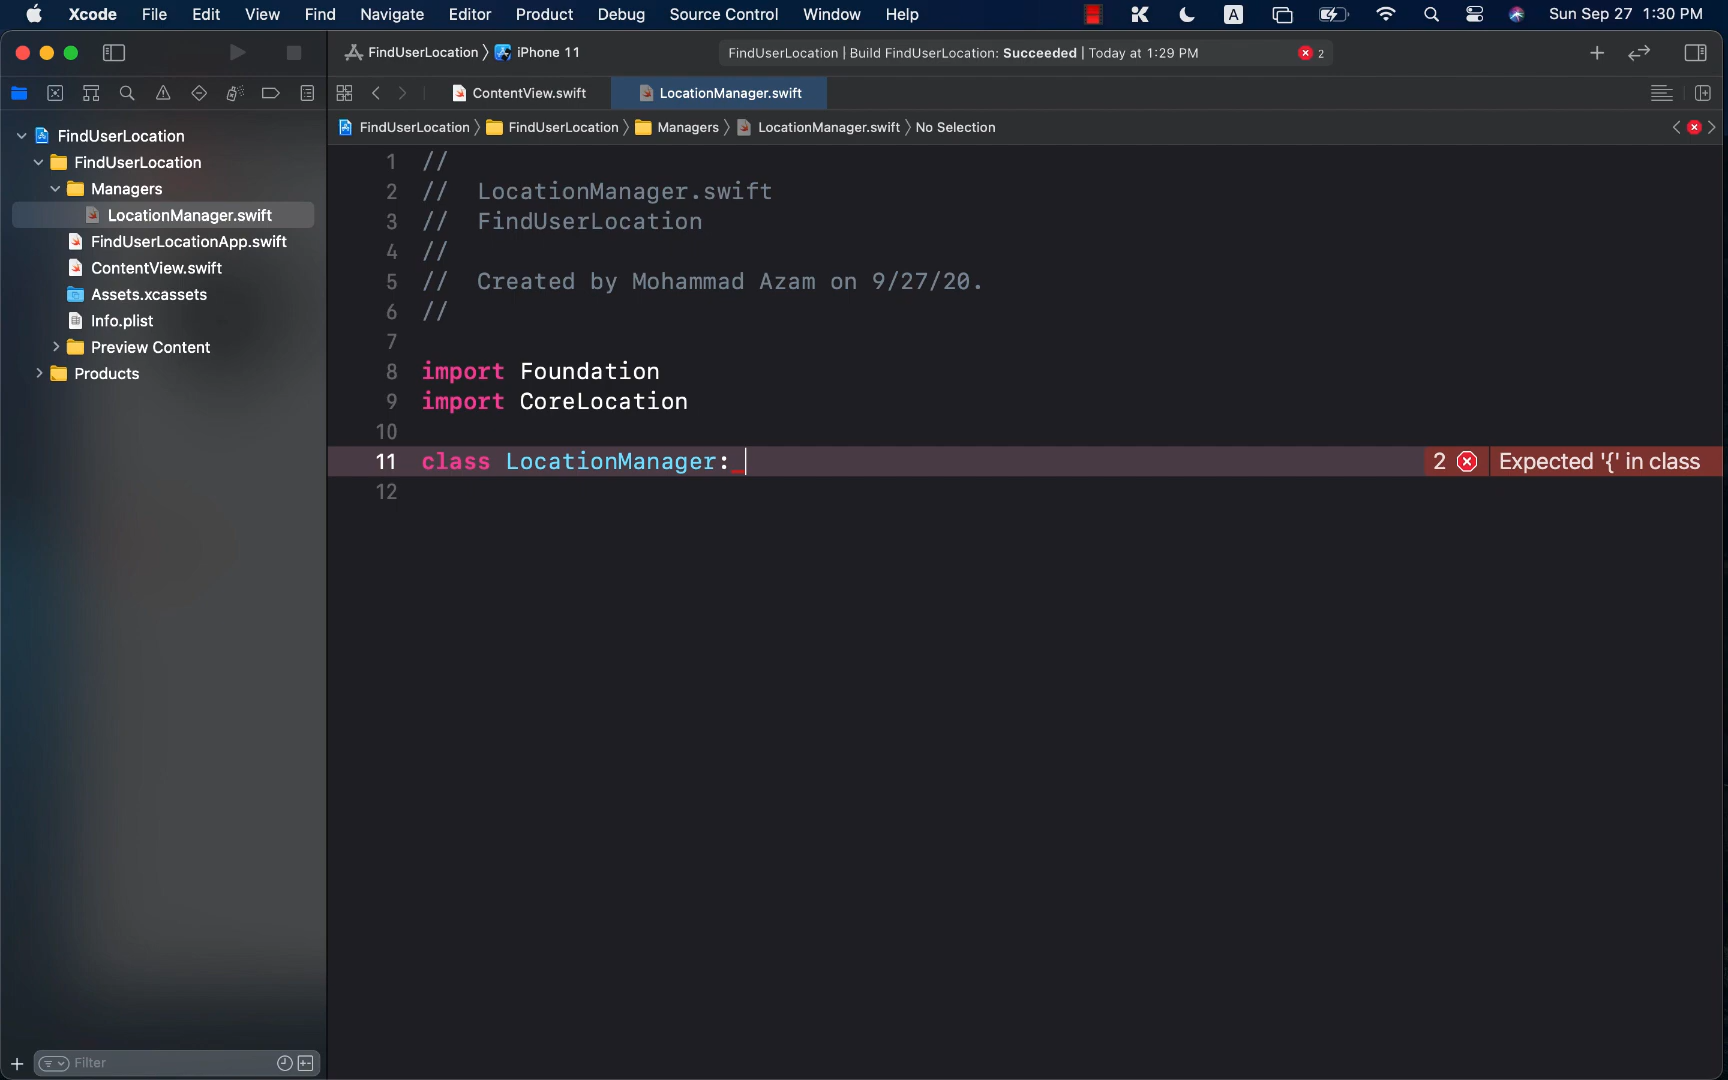 Xcode File Edit View Find Navigate Editor Product Debug Source Control Window Help A Sun Sep 27 1:30 PM
FindUserLocation iPhone 11 FindUserLocation | Build FindUserLocation: Succeeded | Today at 1:29 PM 2
ContentView.swift LocationManager.swift
FindUserLocation FindUserLocation Managers LocationManager.swift No Selection
FindUserLocation
FindUserLocation
Managers
LocationManager.swift
FindUserLocationApp.swift
ContentView.swift
Assets.xcassets
Info.plist
Preview Content
Products
Filter
1 //
2 // LocationManager.swift
3 // FindUserLocation
4 //
5 // Created by Mohammad Azam on 9/27/20.
6 //
7
8 import Foundation
9 import CoreLocation
10
11 class LocationManager: 2 Expected '{' in class
12